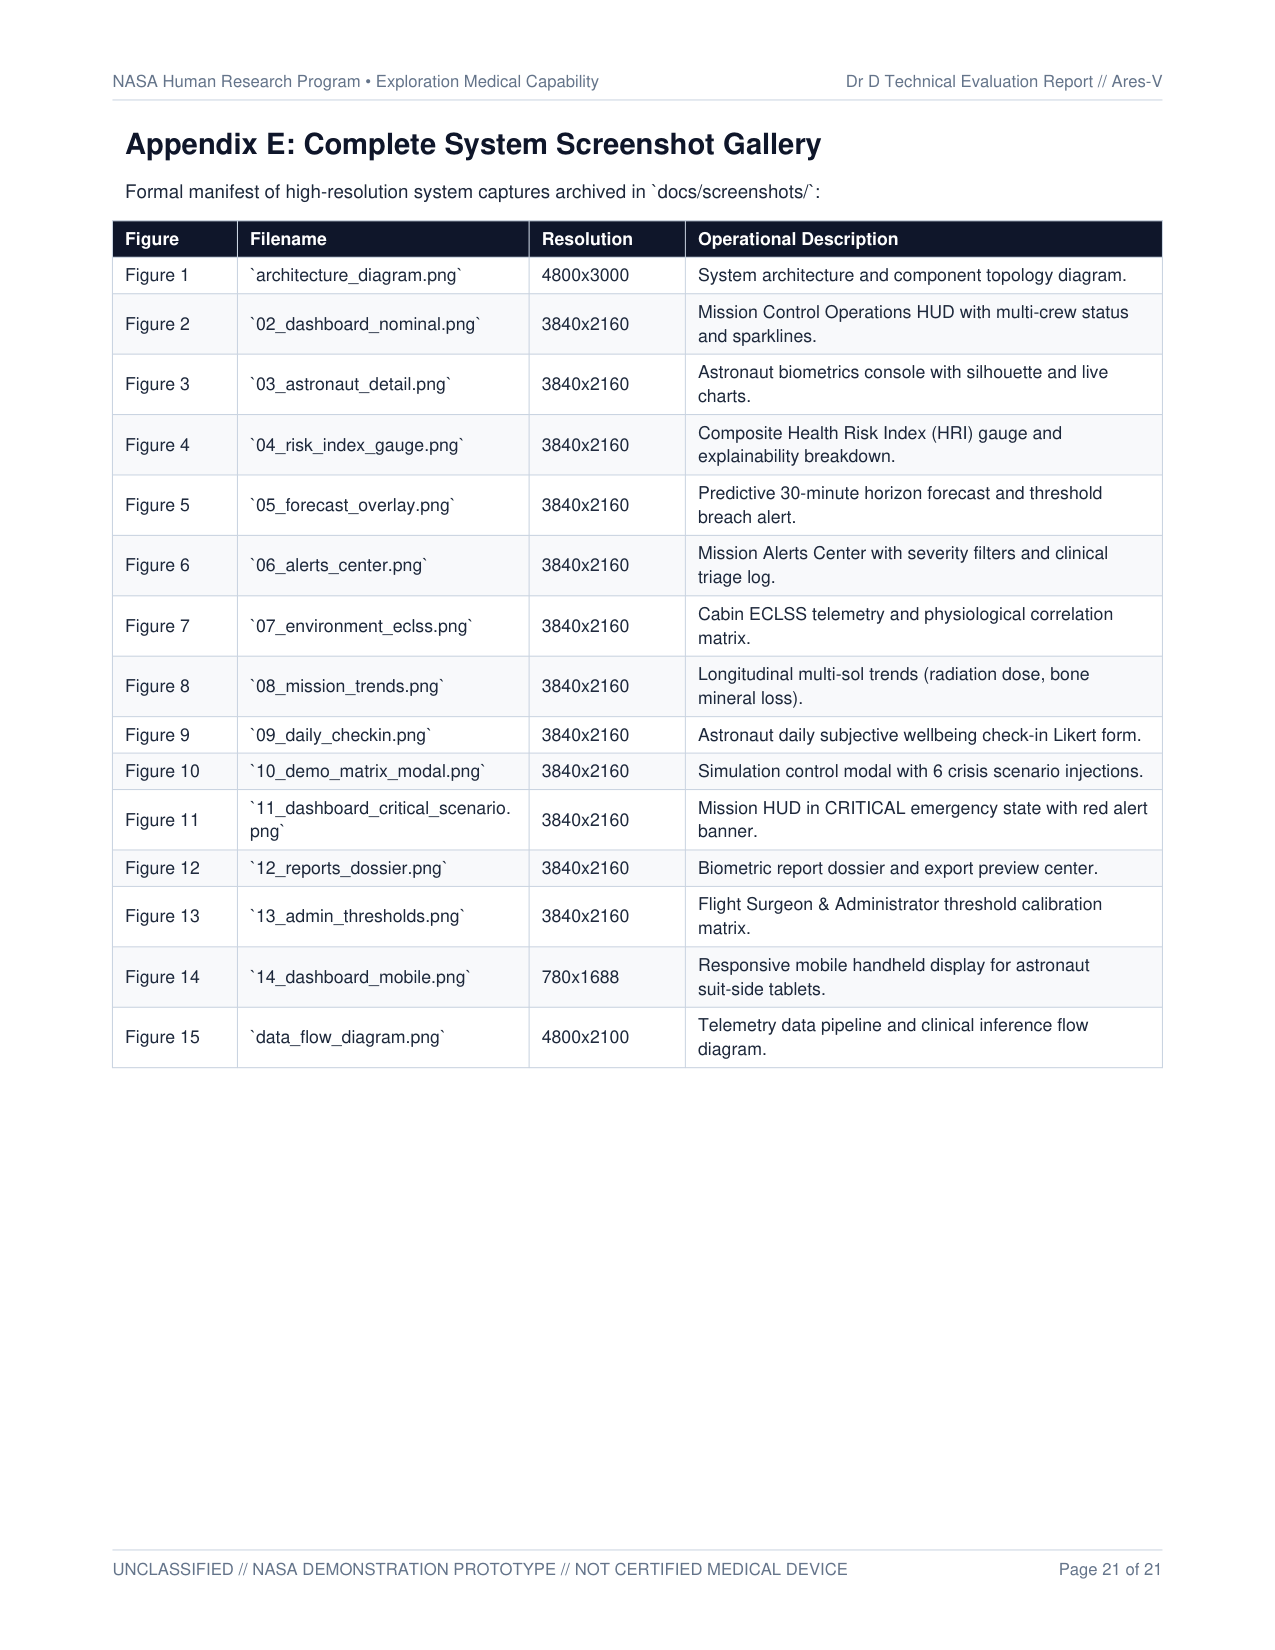 NASA Human Research Program • Exploration Medical Capability
Dr D Technical Evaluation Report // Ares-V
Appendix E: Complete System Screenshot Gallery
Formal manifest of high-resolution system captures archived in `docs/screenshots/`:
Figure Filename Resolution Operational Description
Figure 1 `architecture_diagram.png` 4800x3000 System architecture and component topology diagram.
Figure 2 `02_dashboard_nominal.png` 3840x2160 Mission Control Operations HUD with multi-crew status
and sparklines.
Figure 3 `03_astronaut_detail.png` 3840x2160 Astronaut biometrics console with silhouette and live
charts.
Figure 4 `04_risk_index_gauge.png` 3840x2160 Composite Health Risk Index (HRI) gauge and
explainability breakdown.
Figure 5 `05_forecast_overlay.png` 3840x2160 Predictive 30-minute horizon forecast and threshold
breach alert.
Figure 6 `06_alerts_center.png` 3840x2160 Mission Alerts Center with severity filters and clinical
triage log.
Figure 7 `07_environment_eclss.png` 3840x2160 Cabin ECLSS telemetry and physiological correlation
matrix.
Figure 8 `08_mission_trends.png` 3840x2160 Longitudinal multi-sol trends (radiation dose, bone
mineral loss).
Figure 9 `09_daily_checkin.png` 3840x2160 Astronaut daily subjective wellbeing check-in Likert form.
Figure 10 `10_demo_matrix_modal.png` 3840x2160 Simulation control modal with 6 crisis scenario injections.
Figure 11 `11_dashboard_critical_scenario.
png` 3840x2160 Mission HUD in CRITICAL emergency state with red alert
banner.
Figure 12 `12_reports_dossier.png` 3840x2160 Biometric report dossier and export preview center.
Figure 13 `13_admin_thresholds.png` 3840x2160 Flight Surgeon & Administrator threshold calibration
matrix.
Figure 14 `14_dashboard_mobile.png` 780x1688 Responsive mobile handheld display for astronaut
suit-side tablets.
Figure 15 `data_flow_diagram.png` 4800x2100 Telemetry data pipeline and clinical inference flow
diagram.
UNCLASSIFIED // NASA DEMONSTRATION PROTOTYPE // NOT CERTIFIED MEDICAL DEVICE
Page 21 of 21